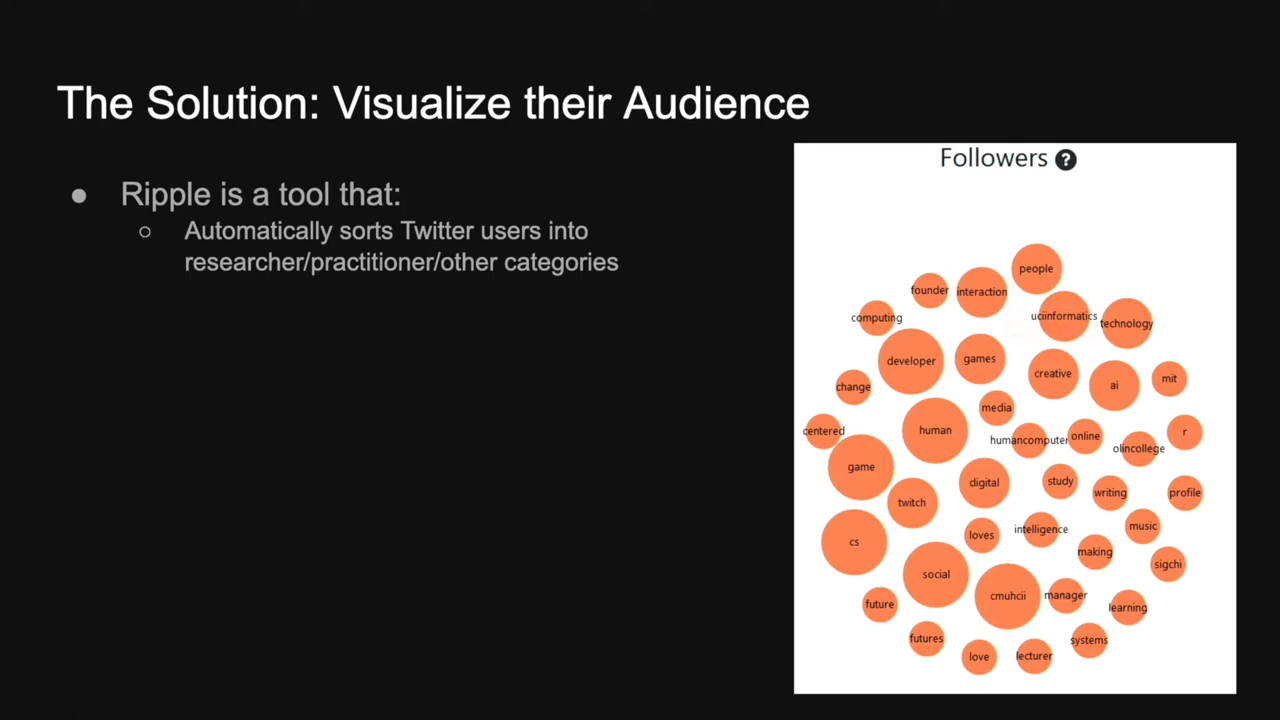 The Solution: Visualize their Audience
● Ripple is a tool that:
○ Automatically sorts Twitter users into
researcher/practitioner/other categories
Followers ?
people
founder
interaction
computing
uciinformatics
technology
developer
games
creative
ai
mit
change
media
centered
human
humancomputer
online
olincollege
r
game
digital
study
writing
profile
twitch
loves
intelligence
music
cs
making
sigchi
social
cmuhcii
manager
future
learning
futures
systems
love
lecturer